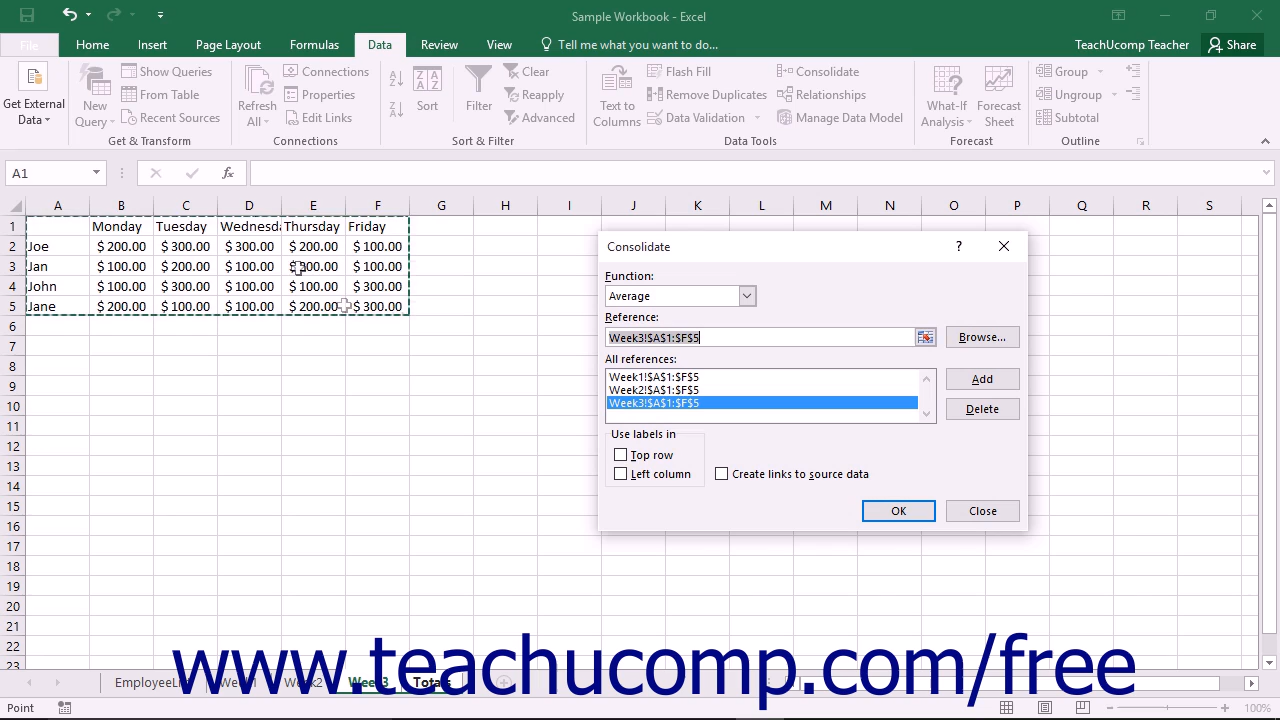 Sample Workbook - Excel
File Home Insert Page Layout Formulas Data Review View Tell me what you want to do... TeachUcomp Teacher Share
Get External Data
New Query
Show Queries
From Table
Recent Sources
Get & Transform
Refresh All
Connections
Properties
Edit Links
Connections
Sort
Filter
Clear
Reapply
Advanced
Sort & Filter
Text to Columns
Flash Fill
Remove Duplicates
Data Validation
Consolidate
Relationships
Manage Data Model
Data Tools
What-If Analysis
Forecast Sheet
Forecast
Group
Ungroup
Subtotal
Outline
A1 fx
A B C D E F G H I J K L M N O P Q R S
1 Monday Tuesday Wednesda Thursday Friday
2 Joe $ 200.00 $ 300.00 $ 300.00 $ 200.00 $ 100.00
3 Jan $ 100.00 $ 200.00 $ 100.00 00.00 $ 100.00
4 John $ 100.00 $ 300.00 $ 100.00 $ 100.00 $ 300.00
5 Jane $ 200.00 $ 100.00 $ 100.00 $ 200.00 $ 300.00
6
7
8
9
10
11
12
13
14
15
16
17
18
19
20
21
22
23
Consolidate ?
Function:
Average
Reference:
Week3!$A$1:$F$5 Browse...
All references:
Week1!$A$1:$F$5
Week2!$A$1:$F$5
Week3!$A$1:$F$5
Add
Delete
Use labels in
Top row
Left column Create links to source data
OK Close
www.teachucomp.com/free
EmployeeList Week1 Week2 Week3 Totals
Point 100%